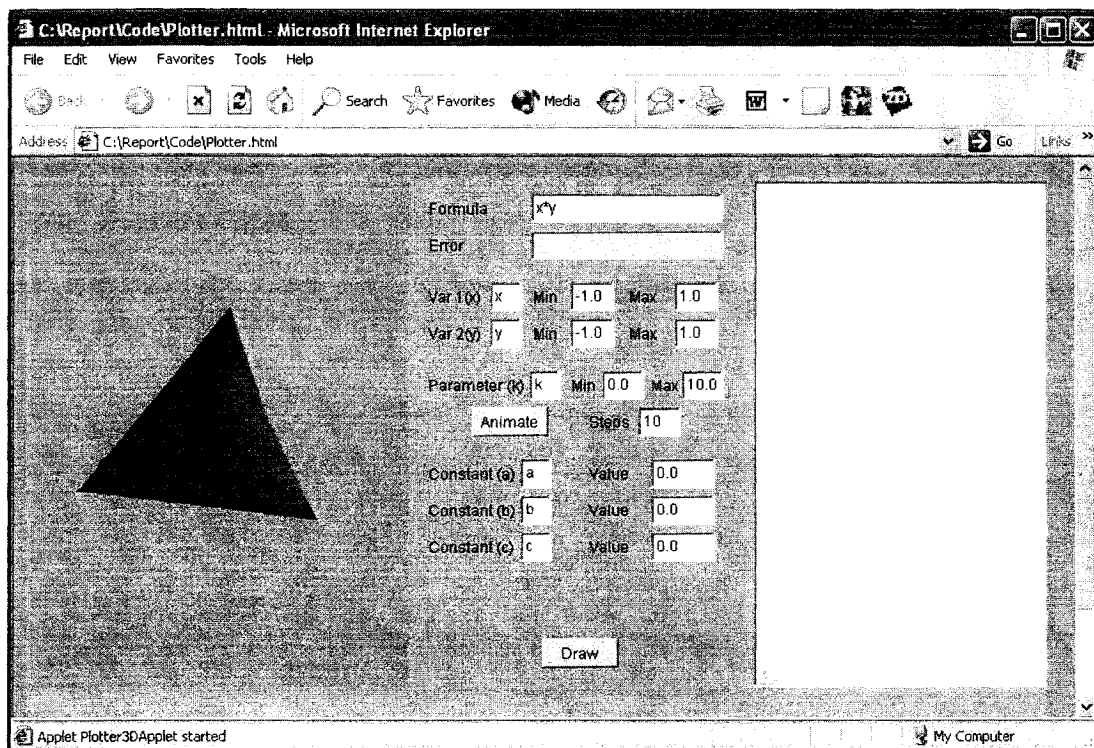 C:\Report\Code\Plotter.html - Microsoft Internet Explorer
File Edit View Favorites Tools Help
Back Search Favorites Media
Address C:\Report\Code\Plotter.html Go Links »
Formula x*y
Error
Var 1(x) x Min -1.0 Max 1.0
Var 2(y) y Min -1.0 Max 1.0
Parameter (k) k Min 0.0 Max 10.0
Animate Steps 10
Constant (a) a Value 0.0
Constant (b) b Value 0.0
Constant (c) c Value 0.0
Draw
Applet Plotter3DApplet started My Computer